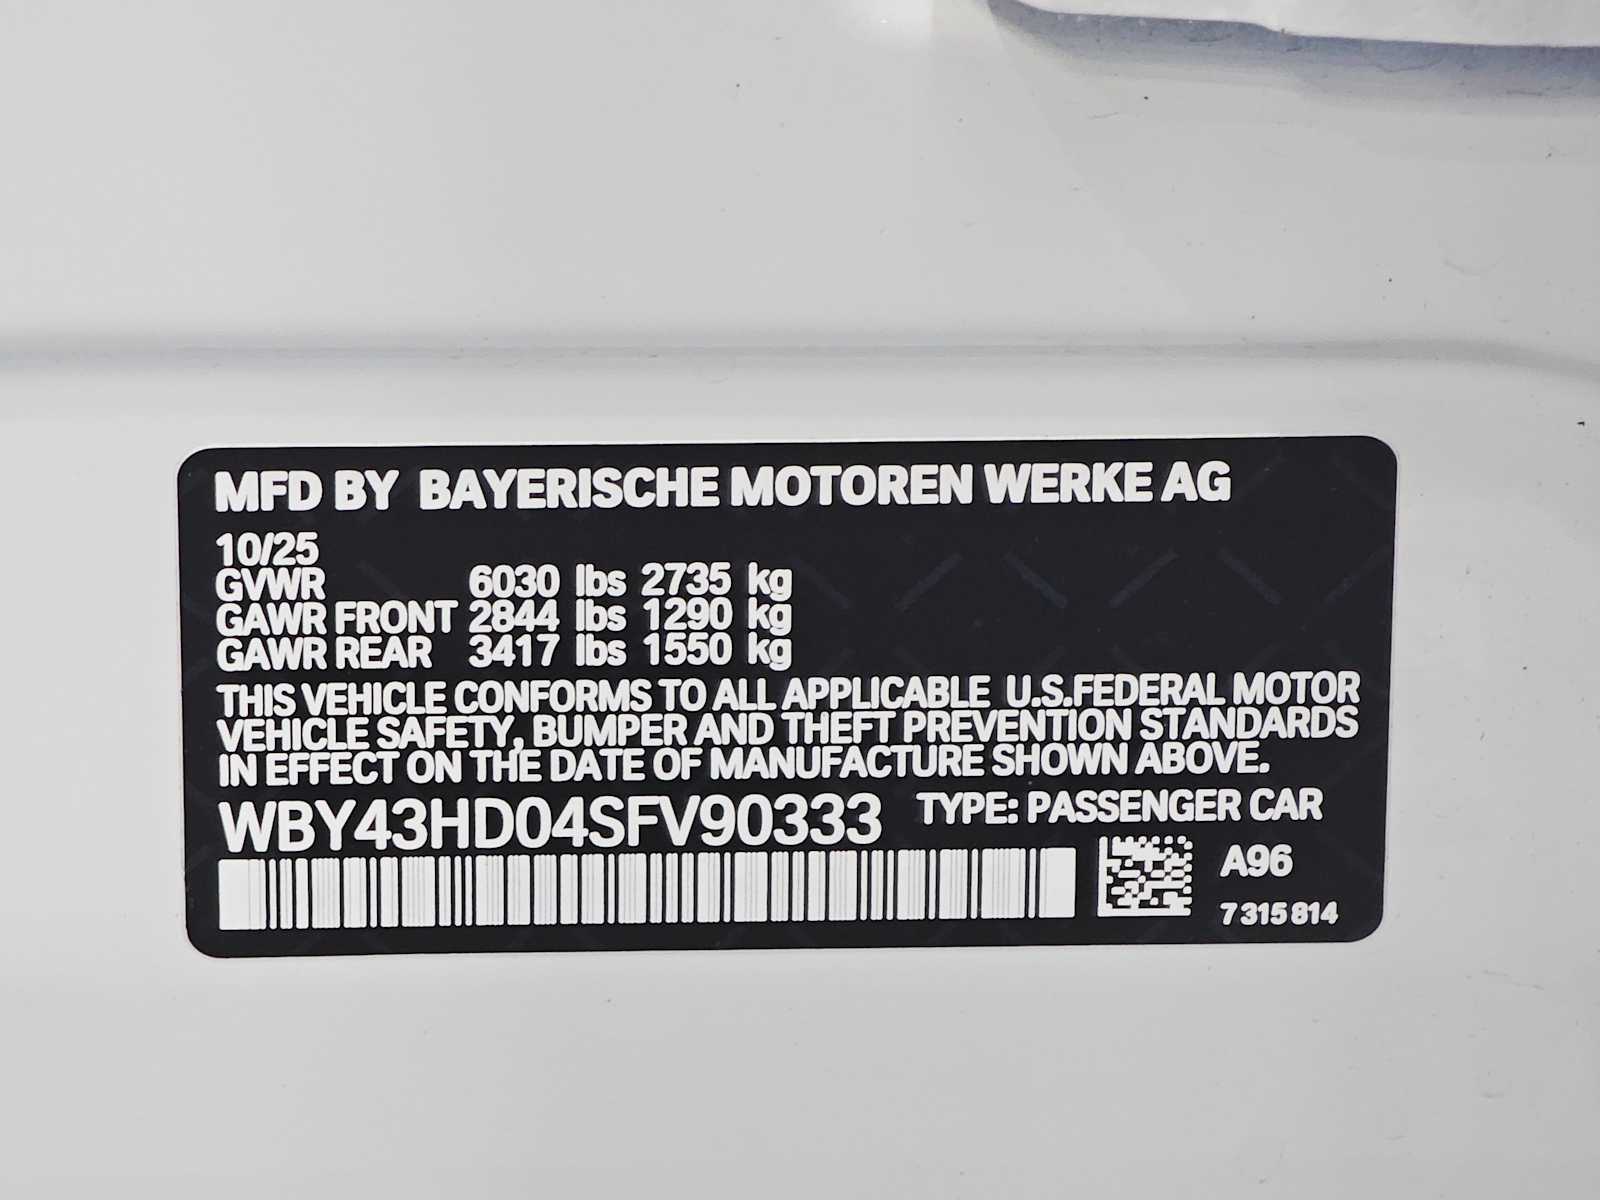 MFD BY BAYERISCHE MOTOREN WERKE AG
10/25
GVWR 6030 lbs 2735 kg
GAWR FRONT 2844 lbs 1290 kg
GAWR REAR 3417 lbs 1550 kg
THIS VEHICLE CONFORMS TO ALL APPLICABLE U.S.FEDERAL MOTOR
VEHICLE SAFETY, BUMPER AND THEFT PREVENTION STANDARDS
IN EFFECT ON THE DATE OF MANUFACTURE SHOWN ABOVE.
WBY43HD04SFV90333 TYPE: PASSENGER CAR
A96
7 315 814